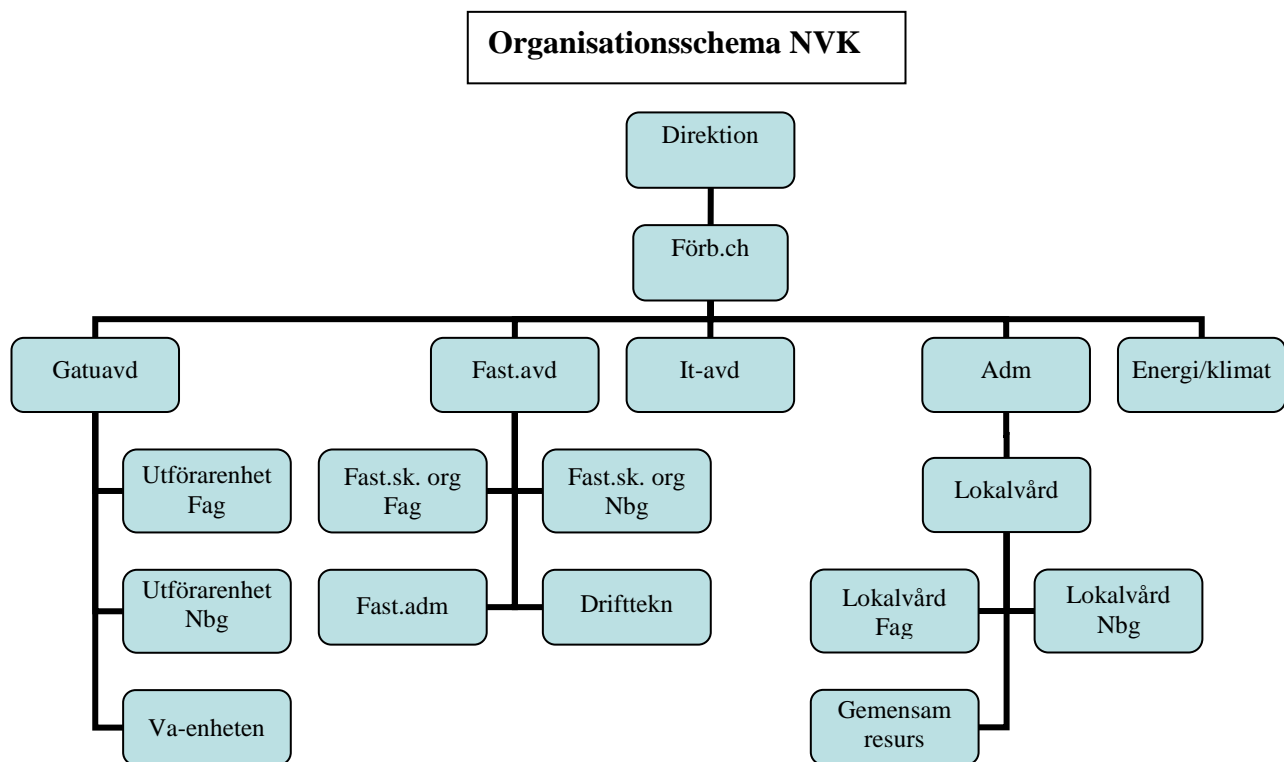 Organisationsschema NVK
Direktion
Förb.ch
Gatuavd
Fast.avd
It-avd
Adm
Energi/klimat
Utförarenhet
Fag
Fast.sk. org
Fag
Fast.sk. org
Nbg
Lokalvård
Utförarenhet
Nbg
Fast.adm
Drifttekn
Lokalvård
Fag
Lokalvård
Nbg
Va-enheten
Gemensam
resurs